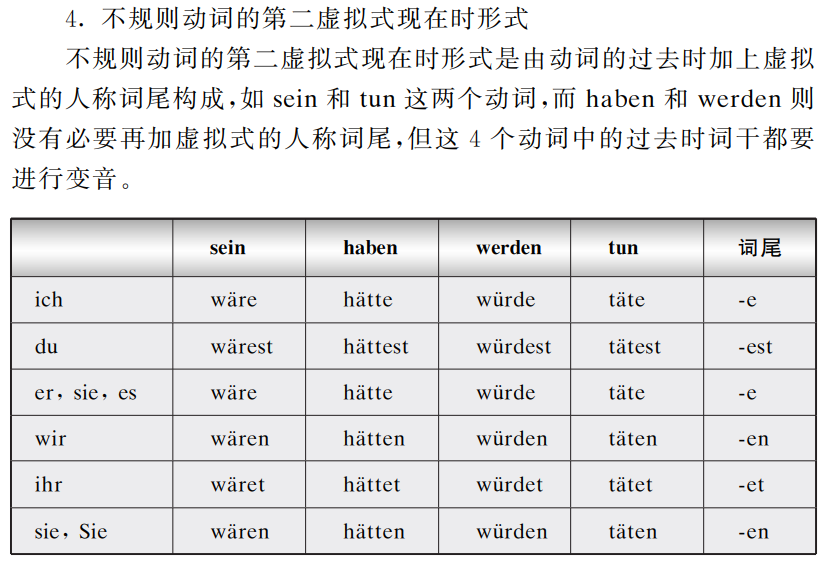 4. 不规则动词的第二虚拟式现在时形式
不规则动词的第二虚拟式现在时形式是由动词的过去时加上虚拟
式的人称词尾构成,如 sein 和 tun 这两个动词,而 haben 和 werden 则
没有必要再加虚拟式的人称词尾,但这 4 个动词中的过去时词干都要
进行变音。
sein haben werden tun 词尾
ich wäre hätte würde täte -e
du wärest hättest würdest tätest -est
er, sie, es wäre hätte würde täte -e
wir wären hätten würden täten -en
ihr wäret hättet würdet tätet -et
sie, Sie wären hätten würden täten -en